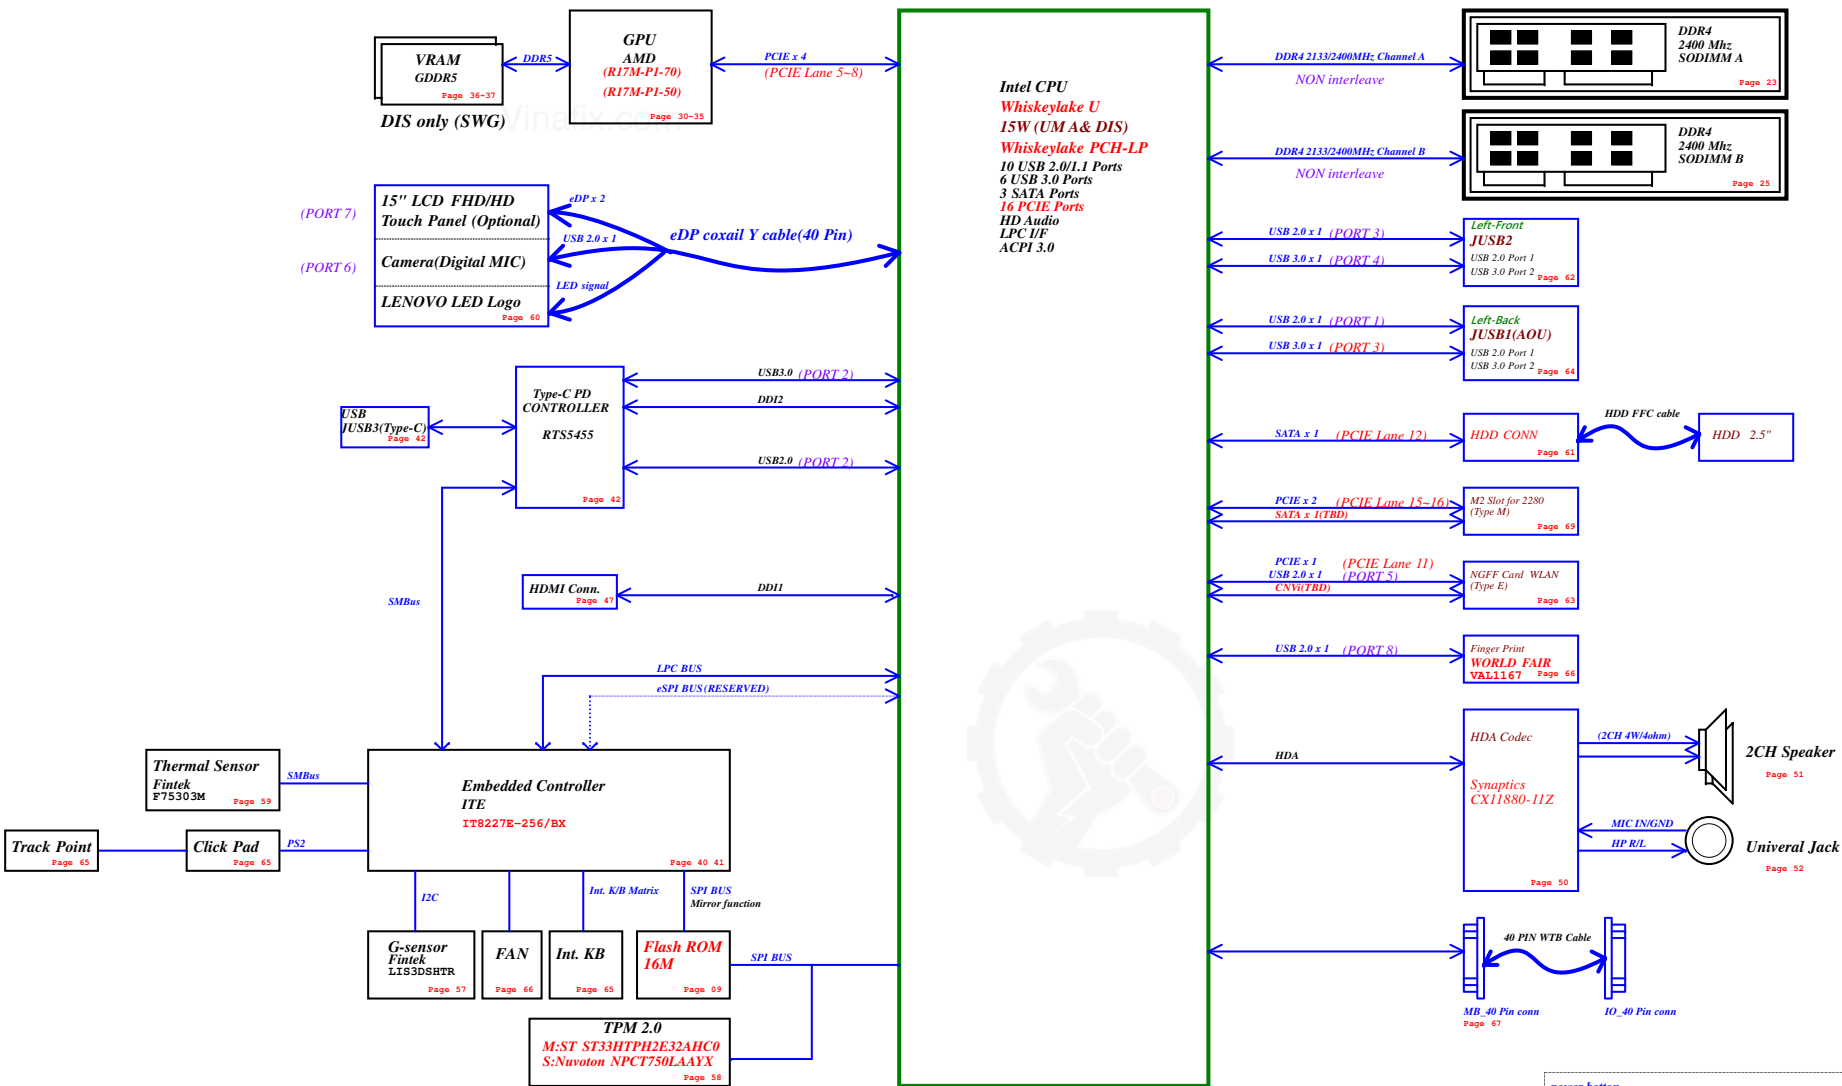 VRAM
GDDR5
Page 36~37
DIS only (SWG)
DDR5
GPU
AMD
(R17M-P1-70)
(R17M-P1-50)
Page 30~35
Vinafix.com
PCIE x 4
(PCIE Lane 5~8)
(PORT 7)
(PORT 6)
15" LCD FHD/HD
Touch Panel (Optional)
Camera(Digital MIC)
LENOVO LED Logo
Page 60
eDP x 2
USB 2.0 x 1
LED signal
eDP coxail Y cable(40 Pin)
USB
JUSB3(Type-C)
Page 42
Type-C PD
CONTROLLER
RTS5455
Page 42
USB3.0 (PORT 2)
DDI2
USB2.0 (PORT 2)
SMBus
HDMI Conn.
Page 47
DDI1
LPC BUS
eSPI BUS(RESERVED)
Thermal Sensor
Fintek
F75303M
Page 59
SMBus
Track Point
Page 65
Click Pad
Page 65
PS2
Embedded Controller
ITE
IT8227E-256/BX
Page 40 41
I2C
Int. K/B Matrix
SPI BUS
Mirror function
G-sensor
Fintek
LIS3DSHTR
Page 57
FAN
Page 66
Int. KB
Page 65
Flash ROM
16M
Page 09
SPI BUS
TPM 2.0
M:ST ST33HTPH2E32AHC0
S:Nuvoton NPCT750LAAYX
Page 58
Intel CPU
Whiskeylake U
15W (UM A& DIS)
Whiskeylake PCH-LP
10 USB 2.0/1.1 Ports
6 USB 3.0 Ports
3 SATA Ports
16 PCIE Ports
HD Audio
LPC I/F
ACPI 3.0
DDR4 2133/2400MHz Channel A
NON interleave
DDR4
2400 Mhz
SODIMM A
Page 23
DDR4 2133/2400MHz Channel B
NON interleave
DDR4
2400 Mhz
SODIMM B
Page 25
USB 2.0 x 1 (PORT 3)
USB 3.0 x 1 (PORT 4)
Left-Front
JUSB2
USB 2.0 Port 1
USB 3.0 Port 2
Page 62
USB 2.0 x 1 (PORT 1)
USB 3.0 x 1 (PORT 3)
Left-Back
JUSB1(AOU)
USB 2.0 Port 1
USB 3.0 Port 2
Page 64
SATA x 1 (PCIE Lane 12)
HDD CONN
Page 61
HDD FFC cable
HDD 2.5"
PCIE x 2 (PCIE Lane 15~16)
SATA x 1(TBD)
M2 Slot for 2280
(Type M)
Page 69
PCIE x 1 (PCIE Lane 11)
USB 2.0 x 1 (PORT 5)
CNVi(TBD)
NGFF Card WLAN
(Type E)
Page 63
USB 2.0 x 1 (PORT 8)
Finger Print
WORLD FAIR
VAL1167
Page 66
HDA
HDA Codec
Synaptics
CX11880-11Z
Page 50
(2CH 4W/4ohm)
2CH Speaker
Page 51
MIC IN/GND
HP R/L
Univeral Jack
Page 52
40 PIN WTB Cable
MB_40 Pin conn
Page 67
IO_40 Pin conn